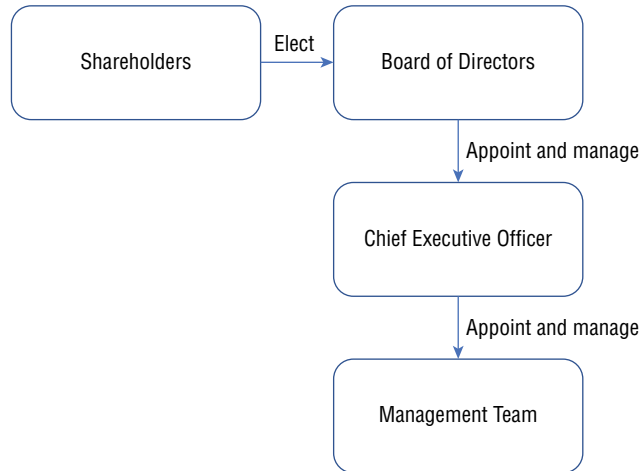 Shareholders
Elect
Board of Directors
Appoint and manage
Chief Executive Officer
Appoint and manage
Management Team